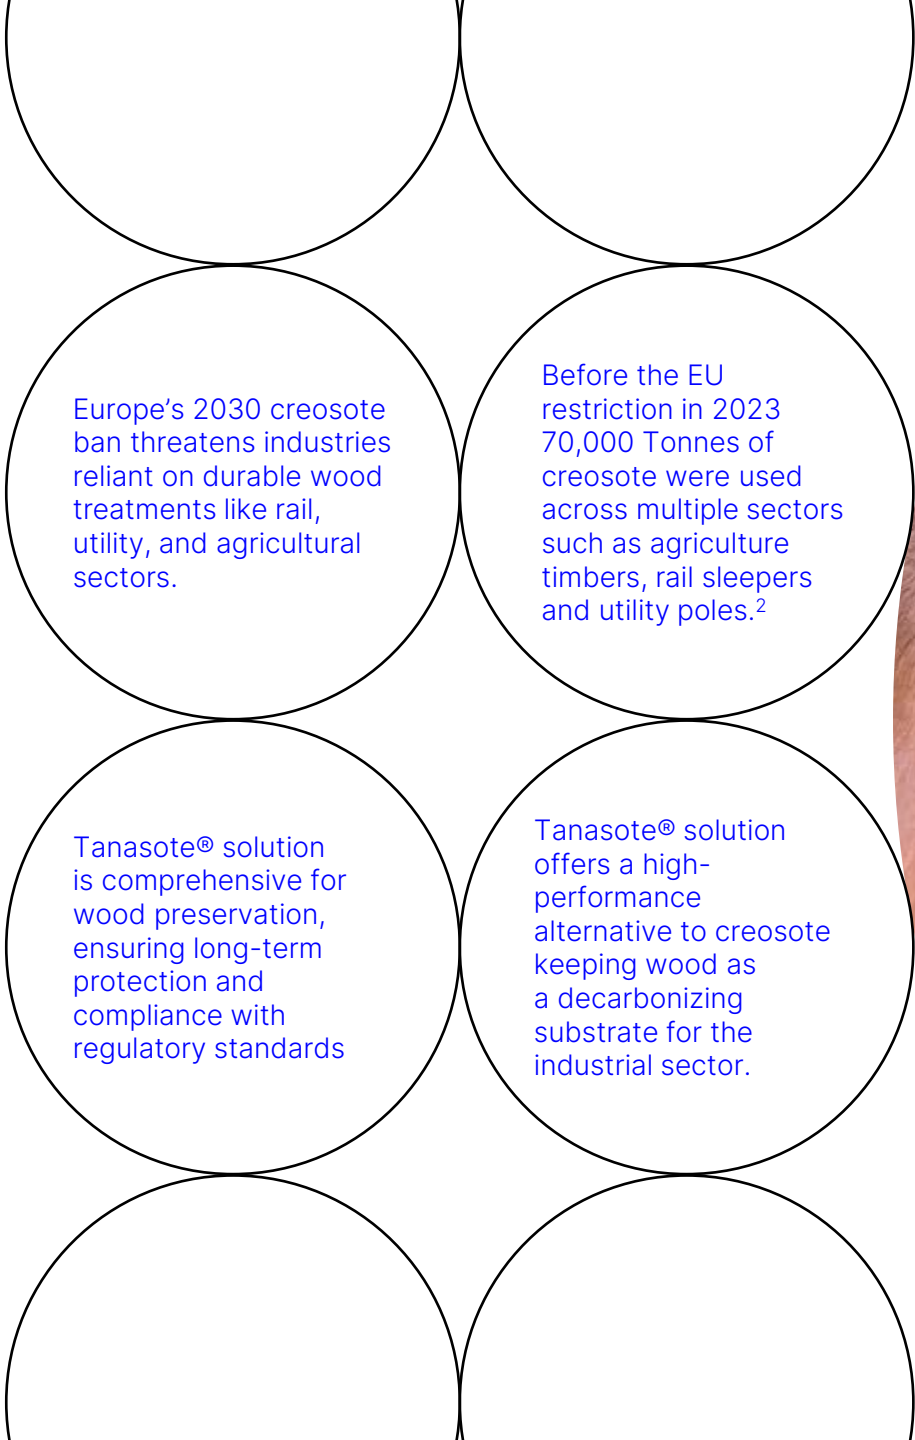 Europe’s 2030 creosote
ban threatens industries
reliant on durable wood
treatments like rail,
utility, and agricultural
sectors.
Before the EU
restriction in 2023
70,000 Tonnes of
creosote were used
across multiple sectors
such as agriculture
timbers, rail sleepers
and utility poles.²
Tanasote® solution
is comprehensive for
wood preservation,
ensuring long-term
protection and
compliance with
regulatory standards
Tanasote® solution
offers a high-
performance
alternative to creosote
keeping wood as
a decarbonizing
substrate for the
industrial sector.